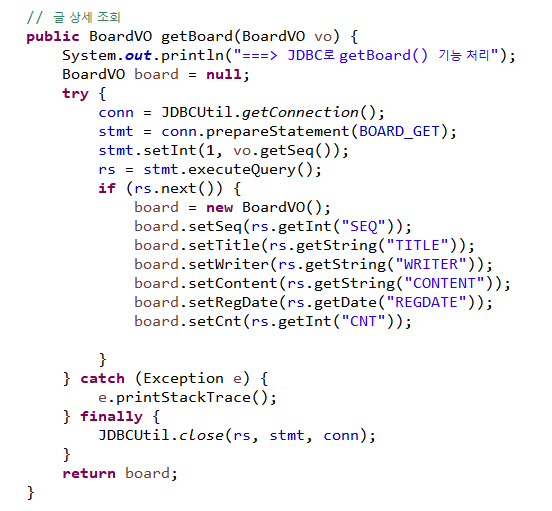 // 글 상세 조회
public BoardVO getBoard(BoardVO vo) {
System.out.println("===> JDBC로 getBoard() 기능 처리");
BoardVO board = null;
try {
conn = JDBCUtil.getConnection();
stmt = conn.prepareStatement(BOARD_GET);
stmt.setInt(1, vo.getSeq());
rs = stmt.executeQuery();
if (rs.next()) {
board = new BoardVO();
board.setSeq(rs.getInt("SEQ"));
board.setTitle(rs.getString("TITLE"));
board.setWriter(rs.getString("WRITER"));
board.setContent(rs.getString("CONTENT"));
board.setRegDate(rs.getDate("REGDATE"));
board.setCnt(rs.getInt("CNT"));
}
} catch (Exception e) {
e.printStackTrace();
} finally {
JDBCUtil.close(rs, stmt, conn);
}
return board;
}